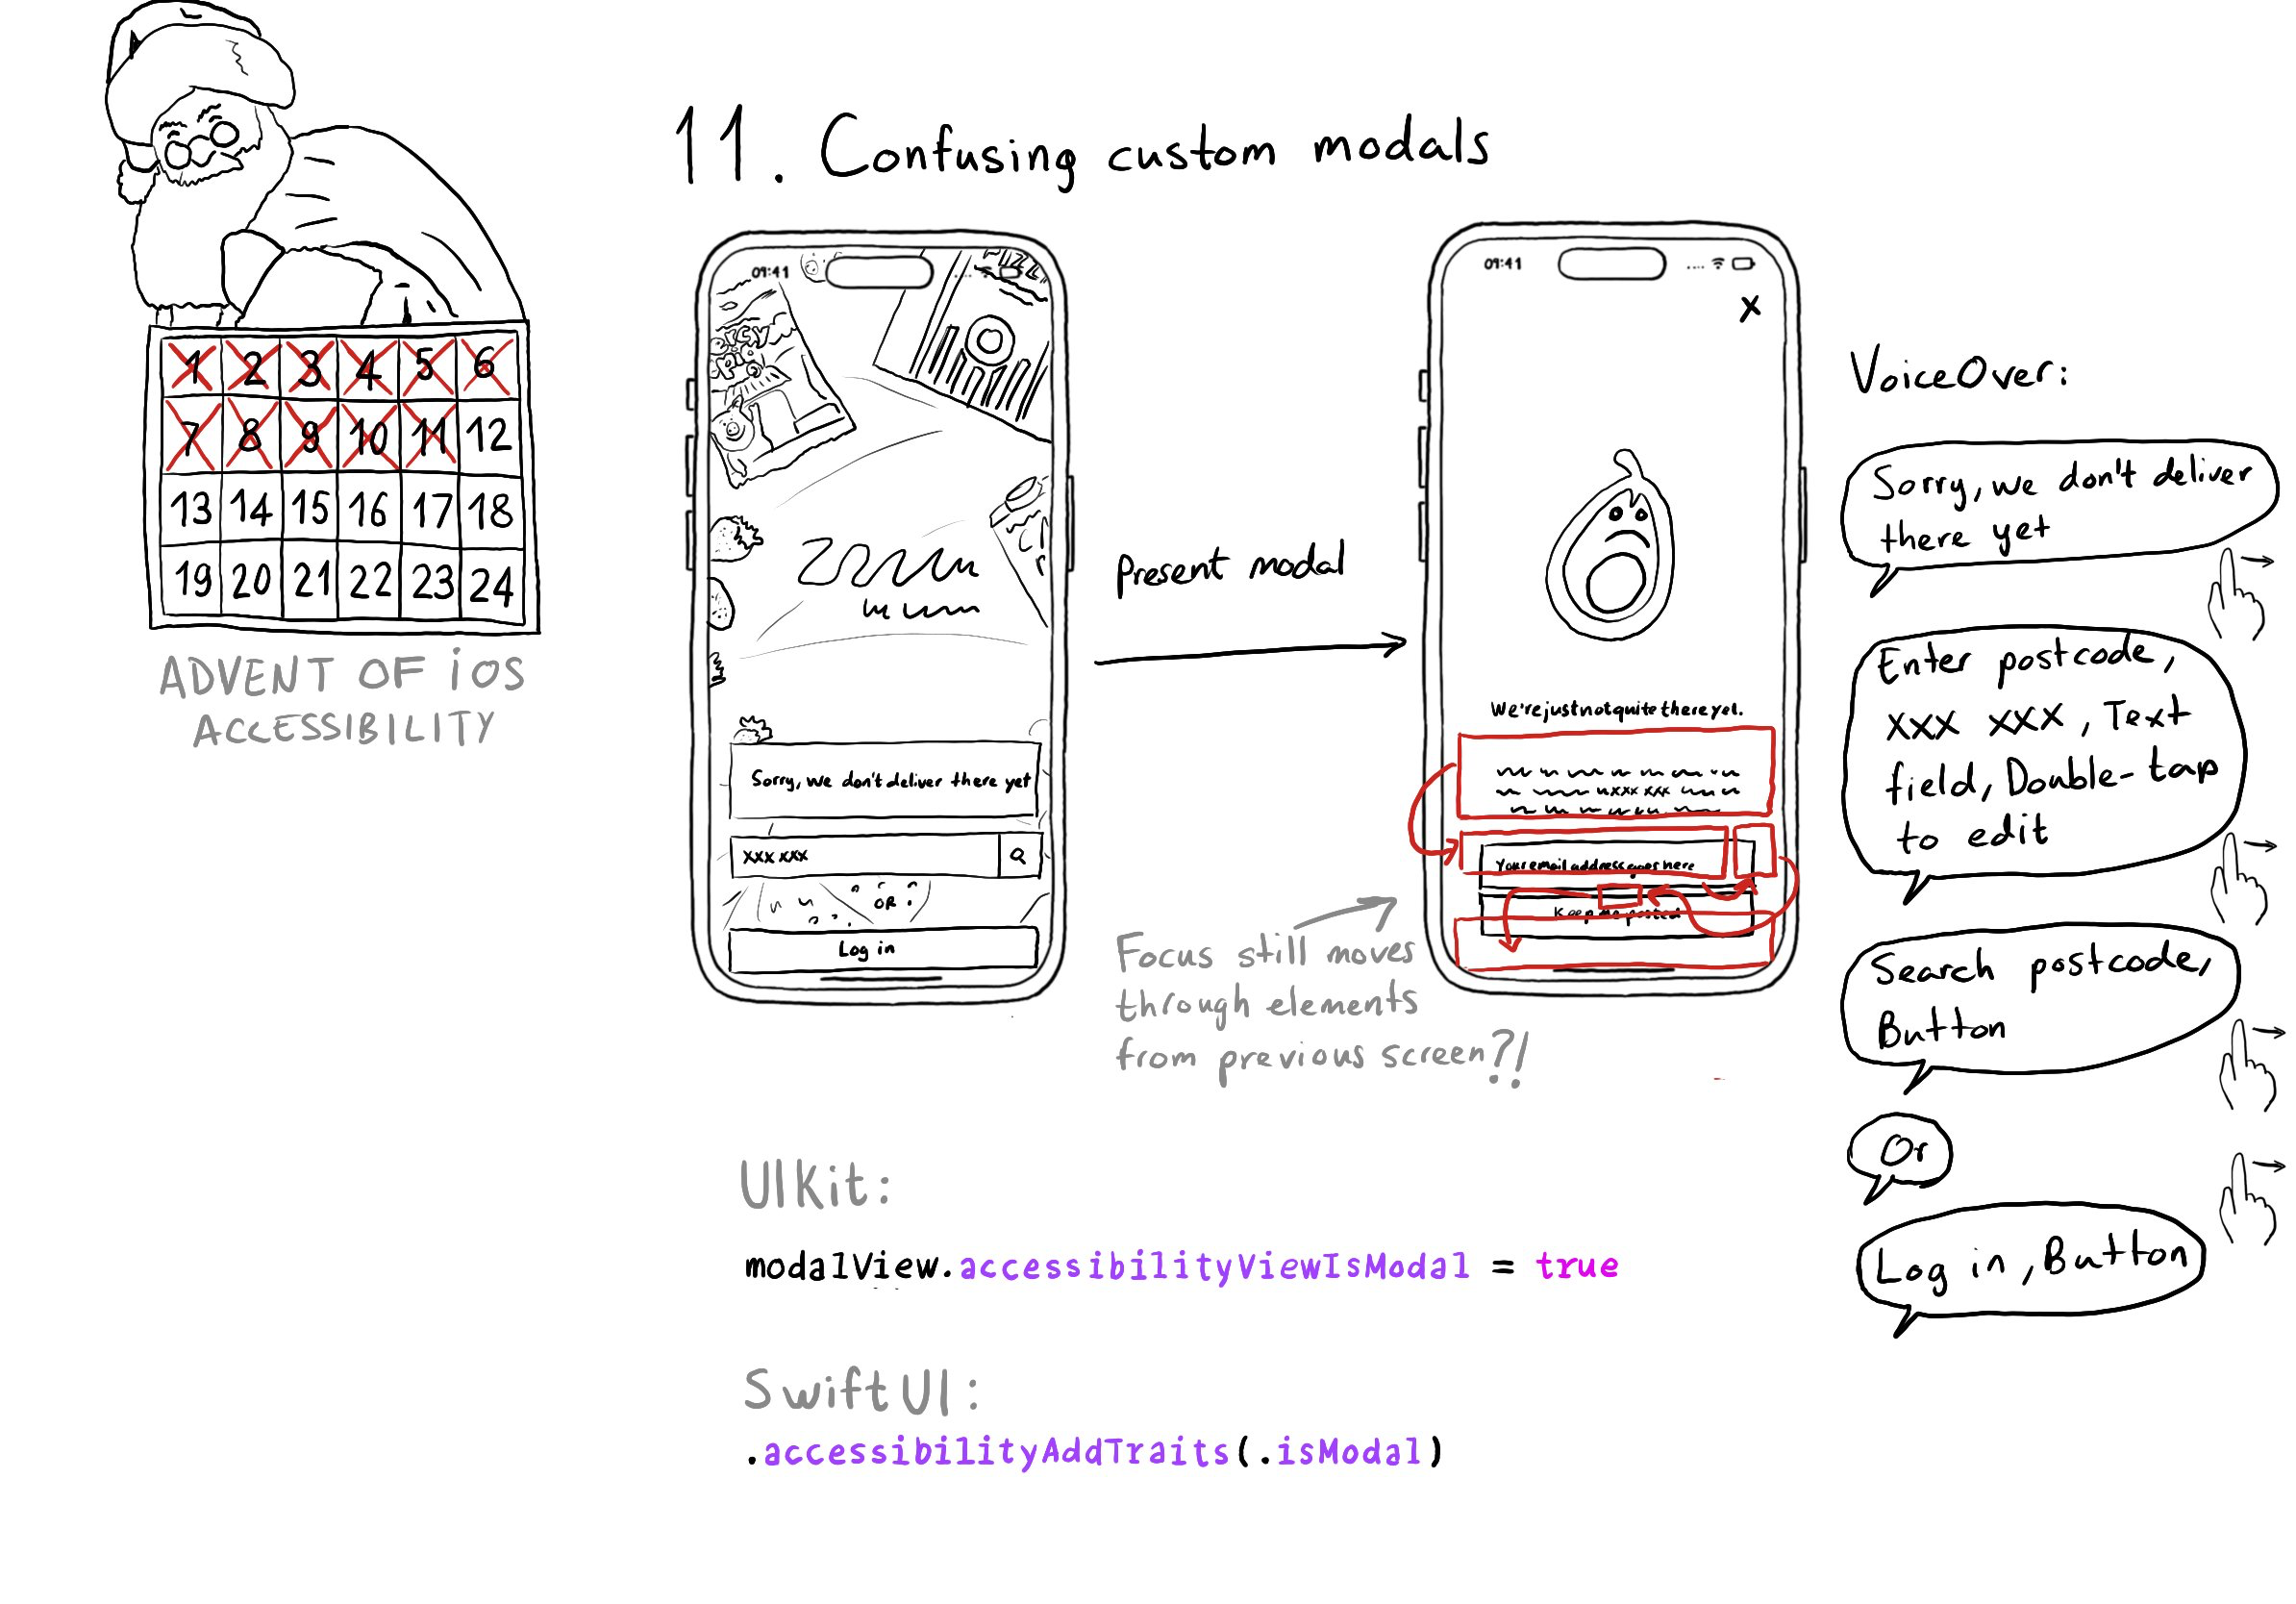 11. Confusing custom modals
1 2 3 4 5 6
7 8 9 10 11 12
13 14 15 16 17 18
19 20 21 22 23 24
ADVENT OF iOS
ACCESSIBILITY
09:41
Sorry, we don't deliver there yet
xxx xxx
OR
Log in
Present modal
09:41
X
We're just not quite there yet.
xxx xxx
Your email address goes here
Keep me posted
Focus still moves
through elements
from previous screen?!
VoiceOver:
Sorry, we don't deliver
there yet
Enter postcode,
xxx xxx, Text
field, Double-tap
to edit
Search postcode,
Button
Or
Log in, Button
UIKit:
modalView.accessibilityViewIsModal = true
SwiftUI:
.accessibilityAddTraits(.isModal)